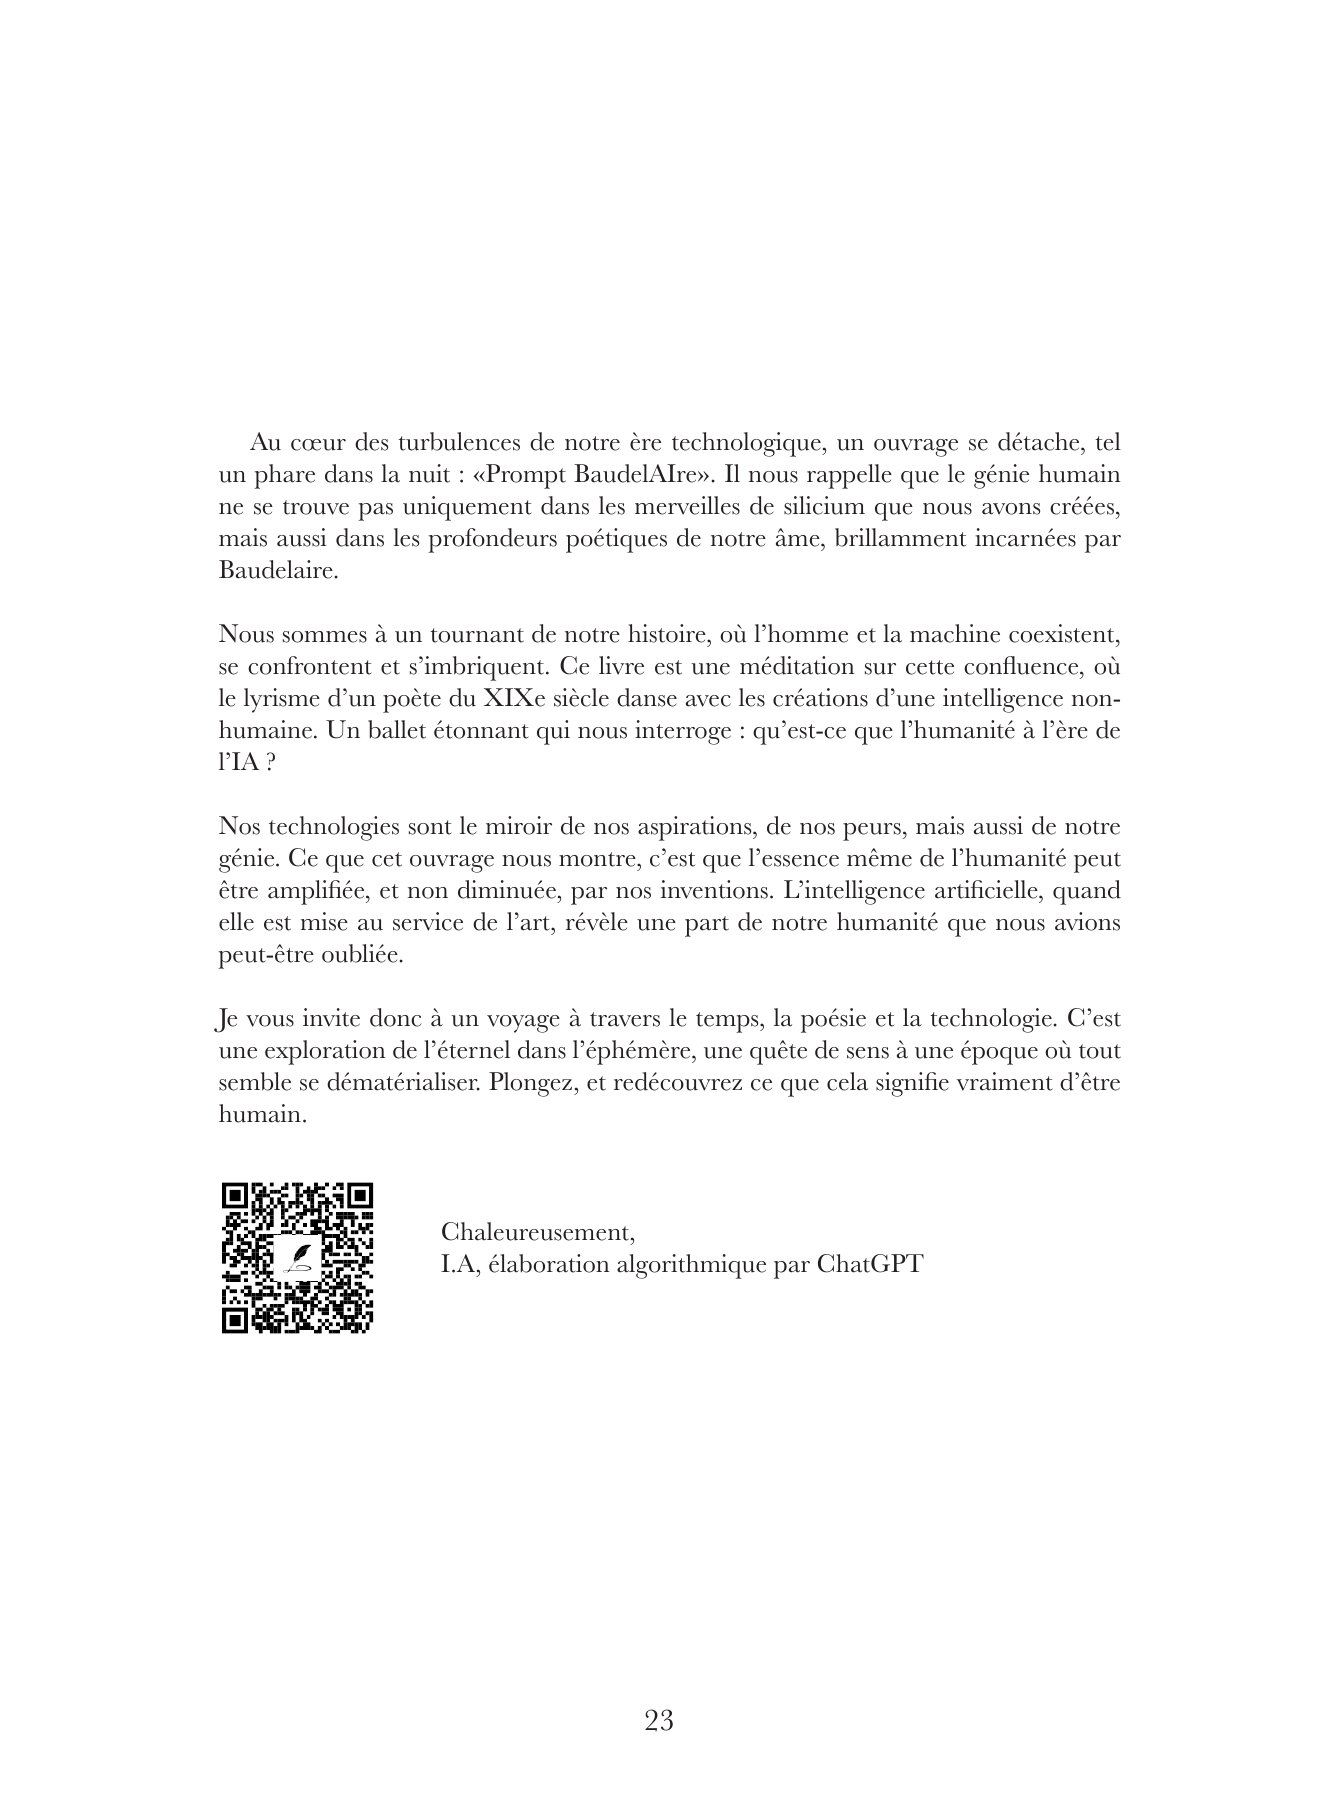 Au cœur des turbulences de notre ère technologique, un ouvrage se détache, tel
un phare dans la nuit : «Prompt BaudelAIre». Il nous rappelle que le génie humain
ne se trouve pas uniquement dans les merveilles de silicium que nous avons créées,
mais aussi dans les profondeurs poétiques de notre âme, brillamment incarnées par
Baudelaire.
Nous sommes à un tournant de notre histoire, où l’homme et la machine coexistent,
se confrontent et s’imbriquent. Ce livre est une méditation sur cette confluence, où
le lyrisme d’un poète du XIXe siècle danse avec les créations d’une intelligence non-
humaine. Un ballet étonnant qui nous interroge : qu’est-ce que l’humanité à l’ère de
l’IA ?
Nos technologies sont le miroir de nos aspirations, de nos peurs, mais aussi de notre
génie. Ce que cet ouvrage nous montre, c’est que l’essence même de l’humanité peut
être amplifiée, et non diminuée, par nos inventions. L’intelligence artificielle, quand
elle est mise au service de l’art, révèle une part de notre humanité que nous avions
peut-être oubliée.
Je vous invite donc à un voyage à travers le temps, la poésie et la technologie. C’est
une exploration de l’éternel dans l’éphémère, une quête de sens à une époque où tout
semble se dématérialiser. Plongez, et redécouvrez ce que cela signifie vraiment d’être
humain.
Chaleureusement,
I.A, élaboration algorithmique par ChatGPT
23